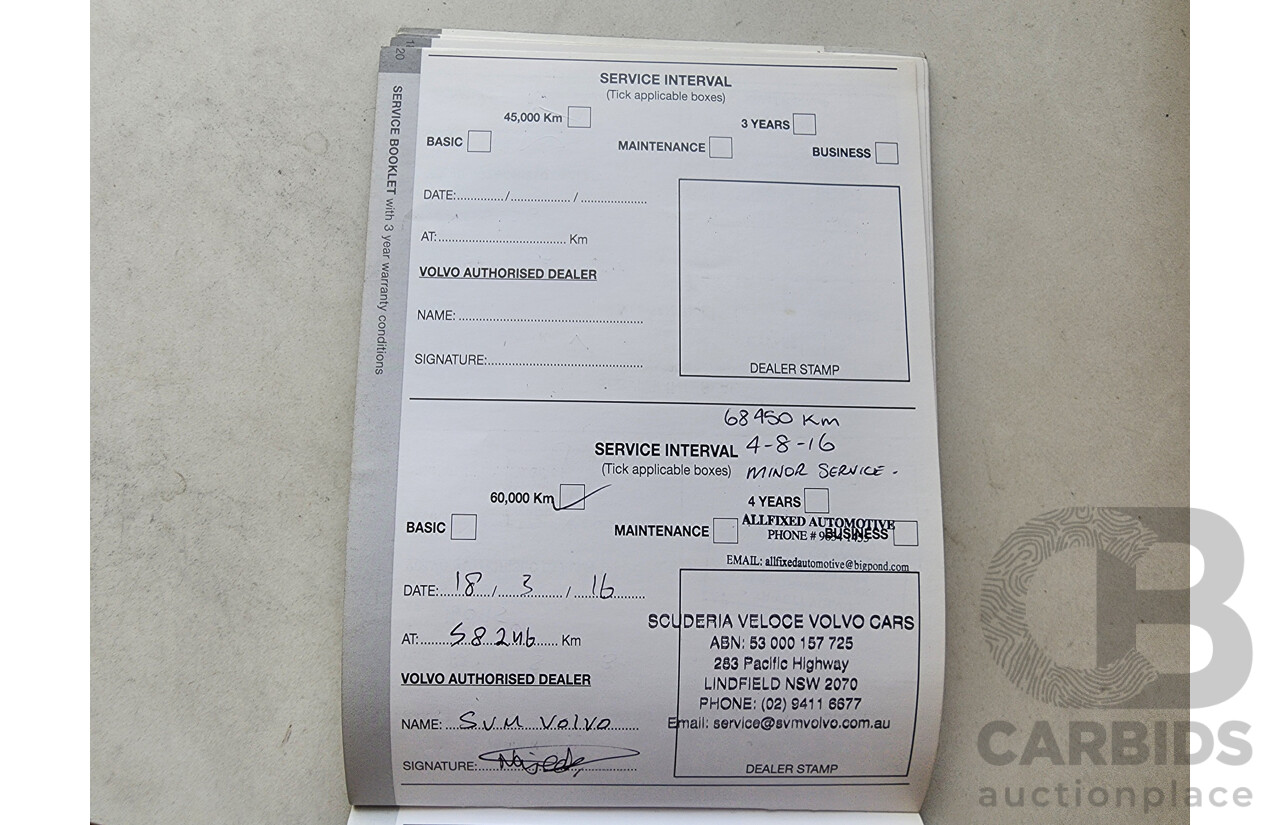 20
SERVICE BOOKLET with 3 year warranty conditions
SERVICE INTERVAL
(Tick applicable boxes)
45,000 Km
3 YEARS
BASIC
MAINTENANCE
BUSINESS
DATE:............./................./...................
AT:................................... Km
VOLVO AUTHORISED DEALER
NAME:...................................................
SIGNATURE:...........................................
DEALER STAMP
68450 Km
SERVICE INTERVAL 4-8-16
(Tick applicable boxes) MINOR SERVICE -
60,000 Km
4 YEARS
BASIC
MAINTENANCE
ALLFIXED AUTOMOTIVE
PHONE #
BUSINESS
EMAIL: allfixedautomotive@bigpond.com
DATE: 18 / 3 / 16
AT: 58246 Km
VOLVO AUTHORISED DEALER
NAME: S.V.M VOLVO
SIGNATURE:
SCUDERIA VELOCE VOLVO CARS
ABN: 53 000 157 725
283 Pacific Highway
LINDFIELD NSW 2070
PHONE: (02) 9411 6677
Email: service@svmvolvo.com.au
DEALER STAMP
CARBIDS
auctionplace